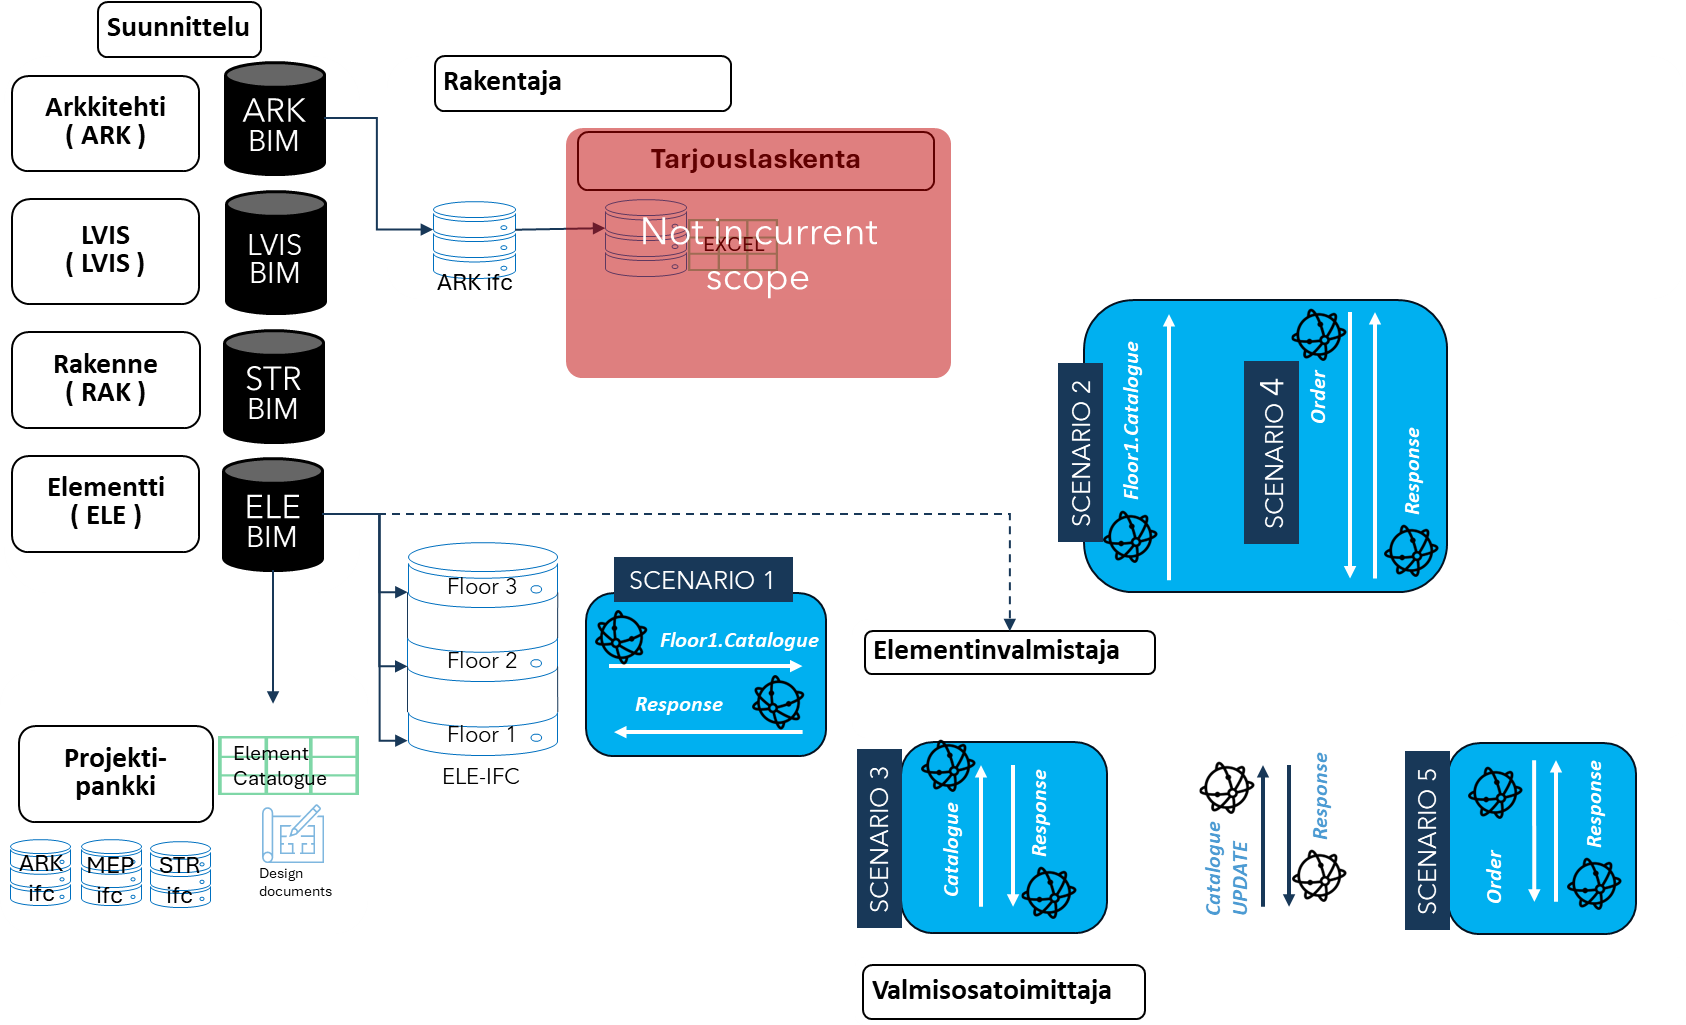 Suunnittelu
Arkkitehti
( ARK )
ARK
BIM
Rakentaja
Tarjouslaskenta
LVIS
( LVIS )
LVIS
BIM
ARK ifc
EXCEL
Not in current
scope
Rakenne
( RAK )
STR
BIM
Elementti
( ELE )
ELE
BIM
Floor 3
Floor 2
Floor 1
ELE-IFC
SCENARIO 1
Floor1.Catalogue
Response
SCENARIO 2
Floor1.Catalogue
SCENARIO 4
Order
Response
Elementinvalmistaja
Projekti-
pankki
Element
Catalogue
ARK
ifc
MEP
ifc
STR
ifc
Design
documents
SCENARIO 3
Catalogue
Response
Catalogue
UPDATE
Response
SCENARIO 5
Order
Response
Valmisosatoimittaja